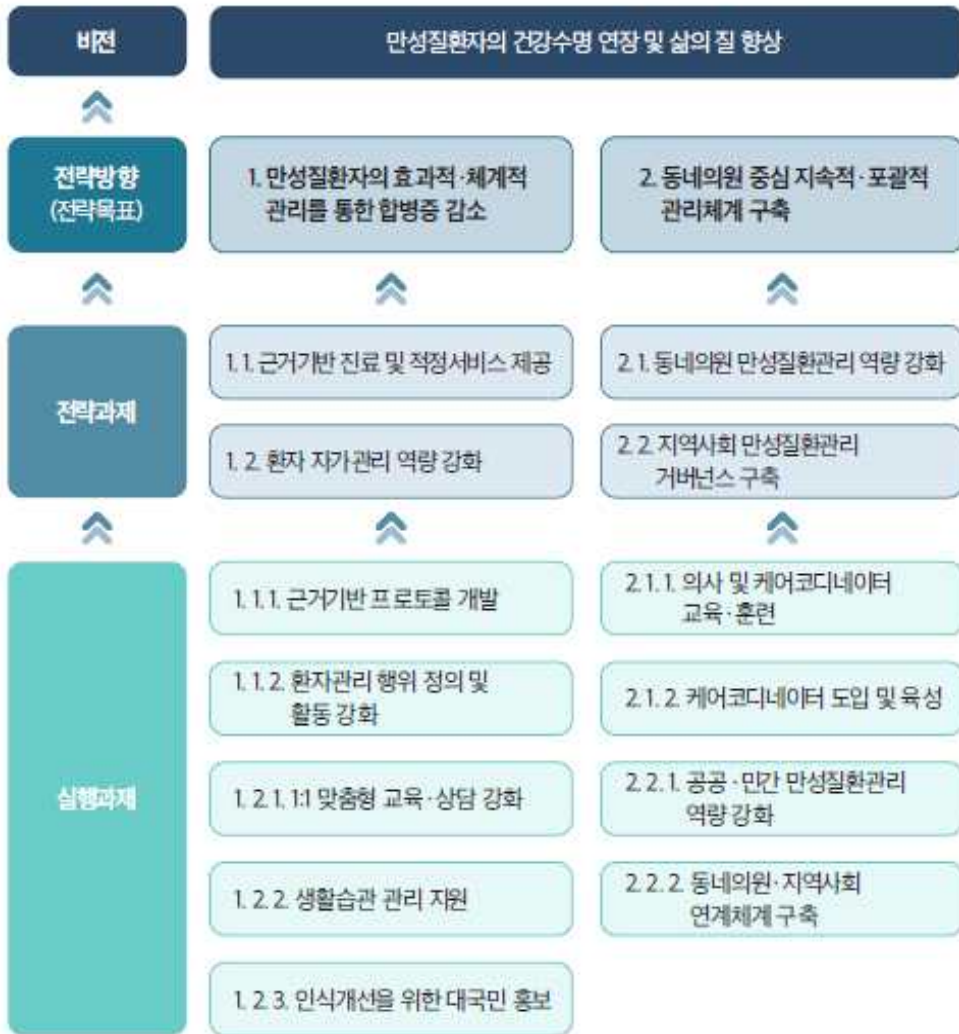 비전
만성질환자의 건강수명 연장 및 삶의 질 향상
전략방향
(전략목표)
1. 만성질환자의 효과적·체계적
관리를 통한 합병증 감소
2. 동네의원 중심 지속적·포괄적
관리체계 구축
전략과제
1. 1. 근거기반 진료 및 적정서비스 제공
2. 1. 동네의원 만성질환관리 역량 강화
1. 2. 환자 자가관리 역량 강화
2. 2. 지역사회 만성질환관리
거버넌스 구축
실행과제
1. 1. 1. 근거기반 프로토콜 개발
2. 1. 1. 의사 및 케어코디네이터
교육·훈련
1. 1. 2. 환자관리 행위 정의 및
활동 강화
2. 1. 2. 케어코디네이터 도입 및 육성
1. 2. 1. 1:1 맞춤형 교육·상담 강화
2. 2. 1. 공공·민간 만성질환관리
역량 강화
1. 2. 2. 생활습관 관리 지원
2. 2. 2. 동네의원·지역사회
연계체계 구축
1. 2. 3. 인식개선을 위한 대국민 홍보